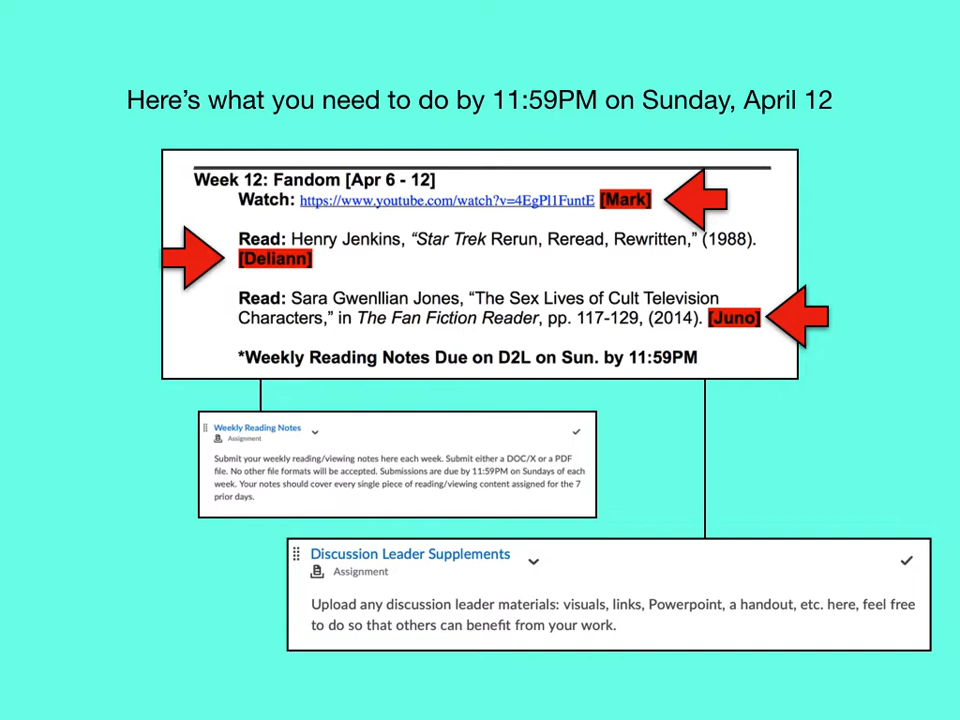 Here’s what you need to do by 11:59PM on Sunday, April 12
Week 12: Fandom [Apr 6 - 12]
Watch: https://www.youtube.com/watch?v=4EgPl1FuntE [Mark]
Read: Henry Jenkins, “Star Trek Rerun, Reread, Rewritten,” (1988).
[Deliann]
Read: Sara Gwenllian Jones, “The Sex Lives of Cult Television
Characters,” in The Fan Fiction Reader, pp. 117-129, (2014). [Juno]
*Weekly Reading Notes Due on D2L on Sun. by 11:59PM
Weekly Reading Notes
Assignment
Submit your weekly reading/viewing notes here each week. Submit either a DOC/X or a PDF
file. No other file formats will be accepted. Submissions are due by 11:59PM on Sundays of each
week. Your notes should cover every single piece of reading/viewing content assigned for the 7
prior days.
Discussion Leader Supplements
Assignment
Upload any discussion leader materials: visuals, links, Powerpoint, a handout, etc. here, feel free
to do so that others can benefit from your work.